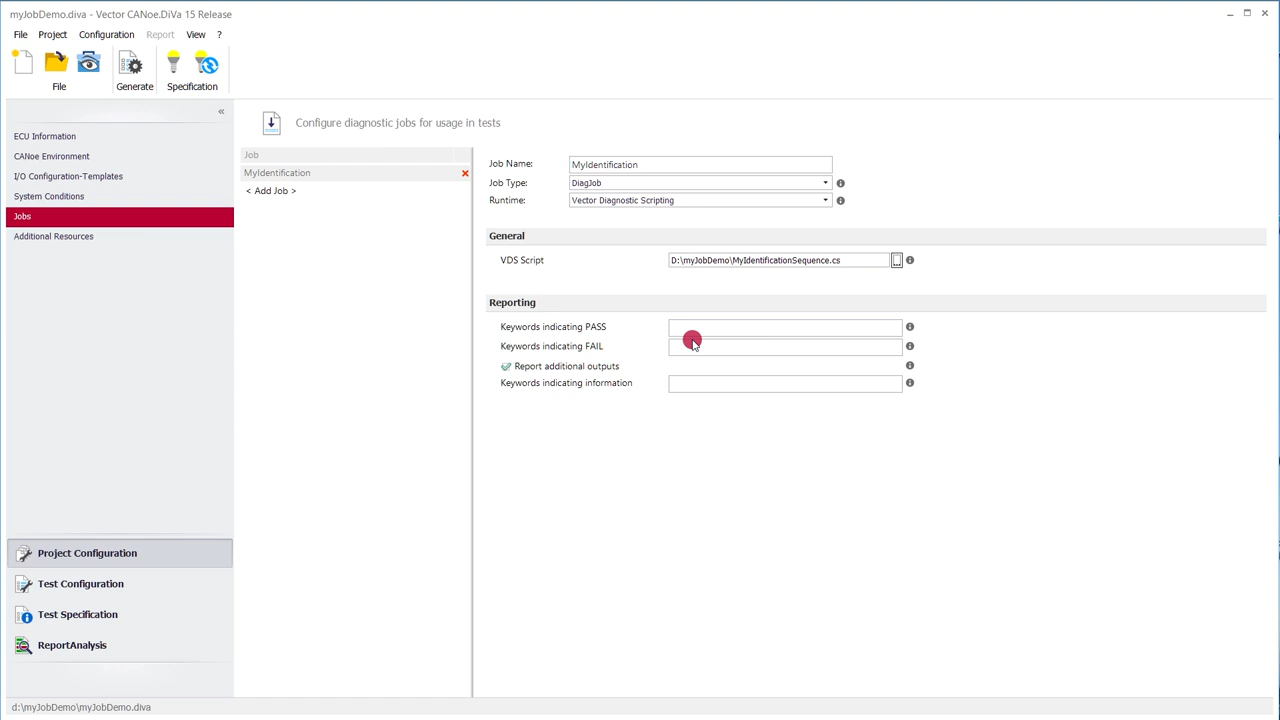 myJobDemo.diva - Vector CANoe.DiVa 15 Release
File Project Configuration Report View ?
File Generate Specification
ECU Information
CANoe Environment
I/O Configuration-Templates
System Conditions
Jobs
Additional Resources
Project Configuration
Test Configuration
Test Specification
ReportAnalysis
Configure diagnostic jobs for usage in tests
Job
MyIdentification
< Add Job >
Job Name: MyIdentification
Job Type: DiagJob
Runtime: Vector Diagnostic Scripting
General
VDS Script D:\myJobDemo\MyIdentificationSequence.cs ...
Reporting
Keywords indicating PASS
Keywords indicating FAIL
Report additional outputs
Keywords indicating information
d:\myJobDemo\myJobDemo.diva